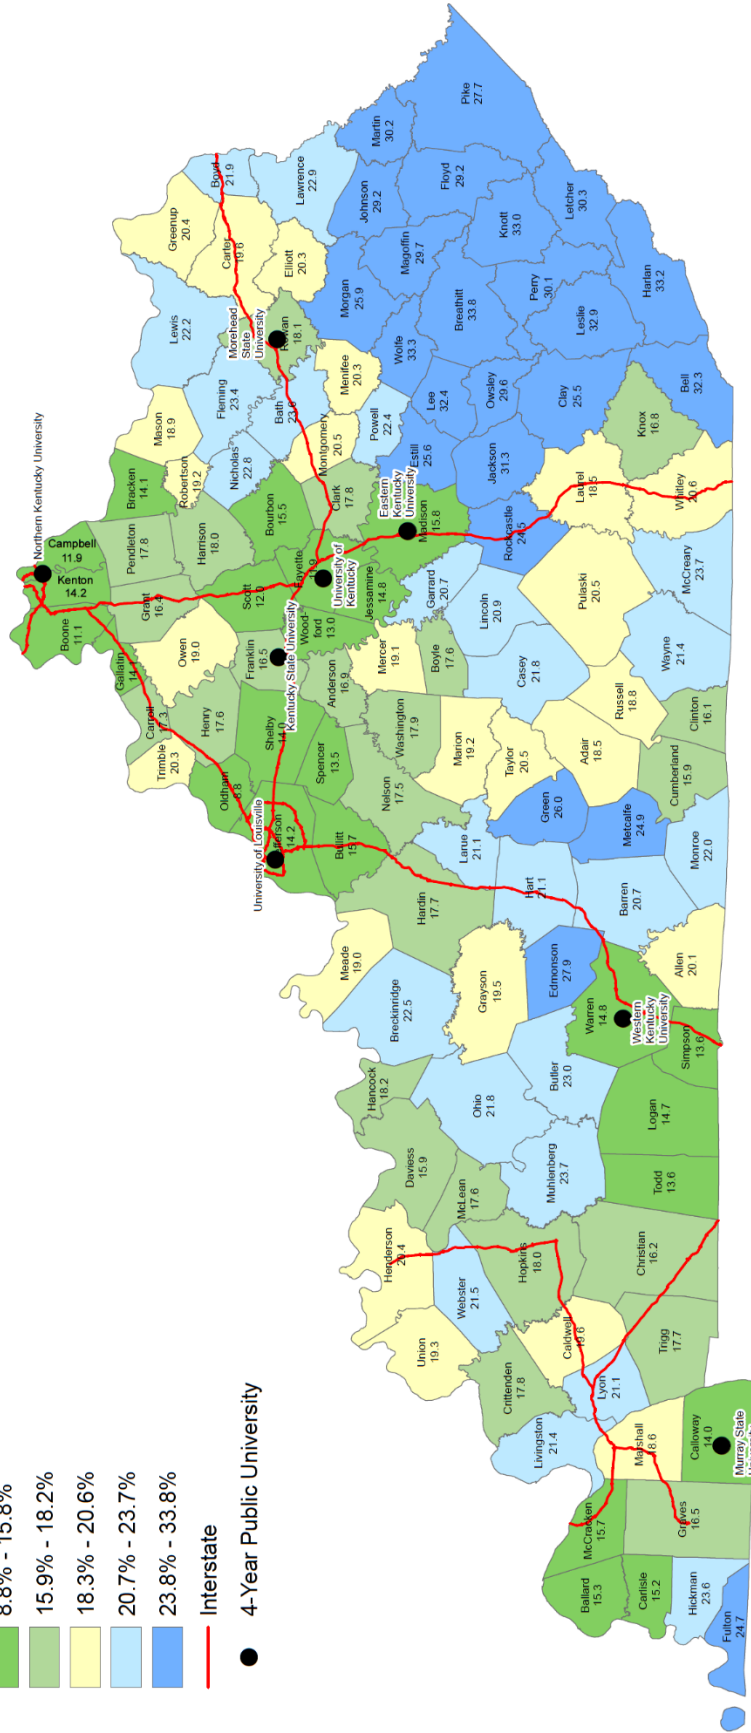 8.8% - 15.8%
15.9% - 18.2%
18.3% - 20.6%
20.7% - 23.7%
23.8% - 33.8%
Interstate
4-Year Public University
Northern Kentucky University
Boone
11.1
Kenton
14.2
Campbell
11.9
Gallatin
14.1
Grant
16.4
Pendleton
17.8
Bracken
14.1
Mason
18.9
Robertson
19.2
Lewis
22.2
Greenup
20.4
Boyd
21.9
Carter
19.6
Lawrence
22.9
Elliott
20.3
Morehead
State
University
Rowan
18.1
Fleming
23.4
Bath
23.6
Nicholas
22.8
Harrison
18.0
Owen
19.0
Carroll
17.3
Trimble
20.3
Henry
17.6
Oldham
8.8
Shelby
14.0
Franklin
16.5
Kentucky State University
Scott
12.0
Bourbon
15.5
Montgomery
20.5
Menifee
20.3
Morgan
25.9
Johnson
29.2
Martin
30.2
University of Louisville
Jefferson
14.2
Spencer
13.5
Anderson
16.9
Wood-
ford
13.0
Fayette
11.9
University of
Kentucky
Clark
17.8
Powell
22.4
Wolfe
33.3
Magoffin
29.7
Floyd
29.2
Pike
27.7
Bullitt
15.7
Nelson
17.5
Washington
17.9
Mercer
19.1
Jessamine
14.8
Madison
15.8
Eastern
Kentucky
University
Estill
25.6
Lee
32.4
Breathitt
33.8
Knott
33.0
Meade
19.0
Hardin
17.7
Larue
21.1
Marion
19.2
Boyle
17.6
Garrard
20.7
Lincoln
20.9
Rockcastle
24.5
Jackson
31.3
Owsley
29.6
Perry
30.1
Letcher
30.3
Breckinridge
22.5
Hancock
18.2
Daviess
15.9
Henderson
20.4
Union
19.3
Webster
21.5
McLean
17.6
Ohio
21.8
Grayson
19.5
Hart
21.1
Green
26.0
Taylor
20.5
Casey
21.8
Pulaski
20.5
Laurel
18.5
Clay
25.5
Leslie
32.9
Harlan
33.2
Crittenden
17.8
Hopkins
18.0
Muhlenberg
23.7
Butler
23.0
Edmonson
27.9
Barren
20.7
Metcalfe
24.9
Adair
18.5
Russell
18.8
Wayne
21.4
McCreary
23.7
Whitley
20.6
Knox
16.8
Bell
32.3
Livingston
21.4
Lyon
21.1
Caldwell
19.6
Christian
16.2
Todd
13.6
Logan
14.7
Warren
14.8
Western
Kentucky
University
Simpson
13.6
Allen
20.1
Monroe
22.0
Cumberland
15.9
Clinton
16.1
Ballard
15.3
McCracken
15.7
Marshall
18.6
Trigg
17.7
Carlisle
15.2
Graves
16.5
Calloway
14.0
Murray State
Hickman
23.6
Fulton
24.7